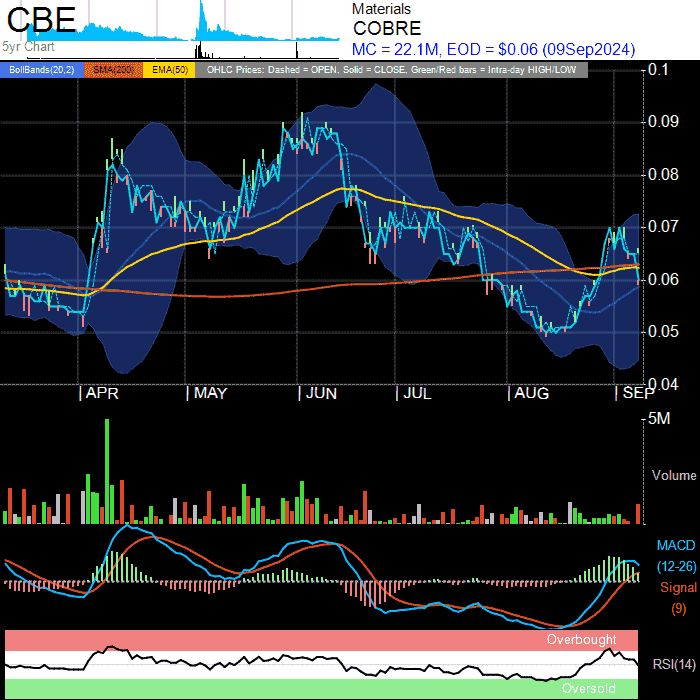 CBE
5yr Chart
Materials
COBRE
MC = 22.1M, EOD = $0.06 (09Sep2024)
BollBands(20,2) SMA(200) EMA(50) OHLC Prices: Dashed = OPEN, Solid = CLOSE, Green/Red bars = Intra-day HIGH/LOW
0.1
0.09
0.08
0.07
0.06
0.05
0.04
APR MAY JUN JUL AUG SEP
5M
Volume
MACD
(12-26)
Signal
(9)
Overbought
RSI(14)
Oversold